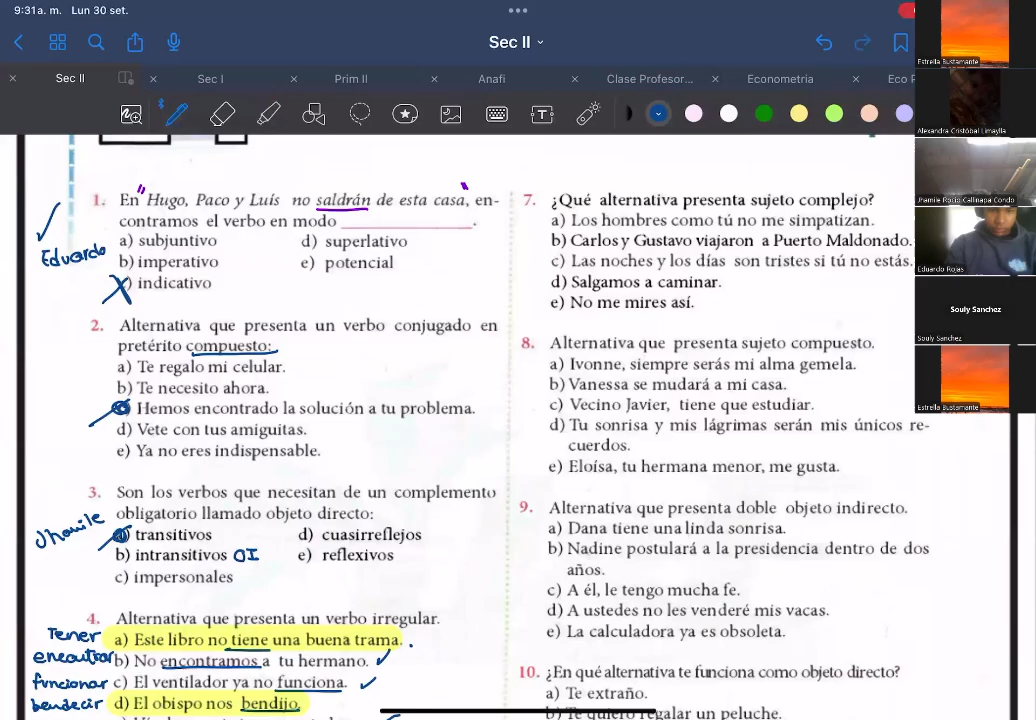 9:31a. m. Lun 30 set.
Sec II
Sec II
Sec I
Prim II
Anafi
Clase Profesor...
Econometria
Eco
Estrella Bustamante
Alexandra Cristóbal Limaylla
Jhamile Rocio Callinapa Condo
Eduardo Rojas
Souly Sanchez
Souly Sanchez
Estrella Bustamante
1. En " Hugo, Paco y Luís no saldrán de esta casa, en-
contramos el verbo en modo ______________.
Eduardo
a) subjuntivo d) superlativo
b) imperativo e) potencial
) indicativo
2. Alternativa que presenta un verbo conjugado en
pretérito compuesto:
a) Te regalo mi celular.
b) Te necesito ahora.
) Hemos encontrado la solución a tu problema.
d) Vete con tus amiguitas.
e) Ya no eres indispensable.
3. Son los verbos que necesitan de un complemento
obligatorio llamado objeto directo:
Jhamile
) transitivos d) cuasirreflejos
b) intransitivos OI e) reflexivos
c) impersonales
4. Alternativa que presenta un verbo irregular.
Tener a) Este libro no tiene una buena trama.
encontrar b) No encontramos a tu hermano.
funcionar c) El ventilador ya no funciona.
bendecir d) El obispo nos bendijo.
7. ¿Qué alternativa presenta sujeto complejo?
a) Los hombres como tú no me simpatizan.
b) Carlos y Gustavo viajaron a Puerto Maldonado.
c) Las noches y los días son tristes si tú no estás.
d) Salgamos a caminar.
e) No me mires así.
8. Alternativa que presenta sujeto compuesto.
a) Ivonne, siempre serás mi alma gemela.
b) Vanessa se mudará a mi casa.
c) Vecino Javier, tiene que estudiar.
d) Tu sonrisa y mis lágrimas serán mis únicos re-
cuerdos.
e) Eloísa, tu hermana menor, me gusta.
9. Alternativa que presenta doble objeto indirecto.
a) Dana tiene una linda sonrisa.
b) Nadine postulará a la presidencia dentro de dos
años.
c) A él, le tengo mucha fe.
d) A ustedes no les venderé mis vacas.
e) La calculadora ya es obsoleta.
10. ¿En qué alternativa te funciona como objeto directo?
a) Te extraño.
b) Te quiero regalar un peluche.